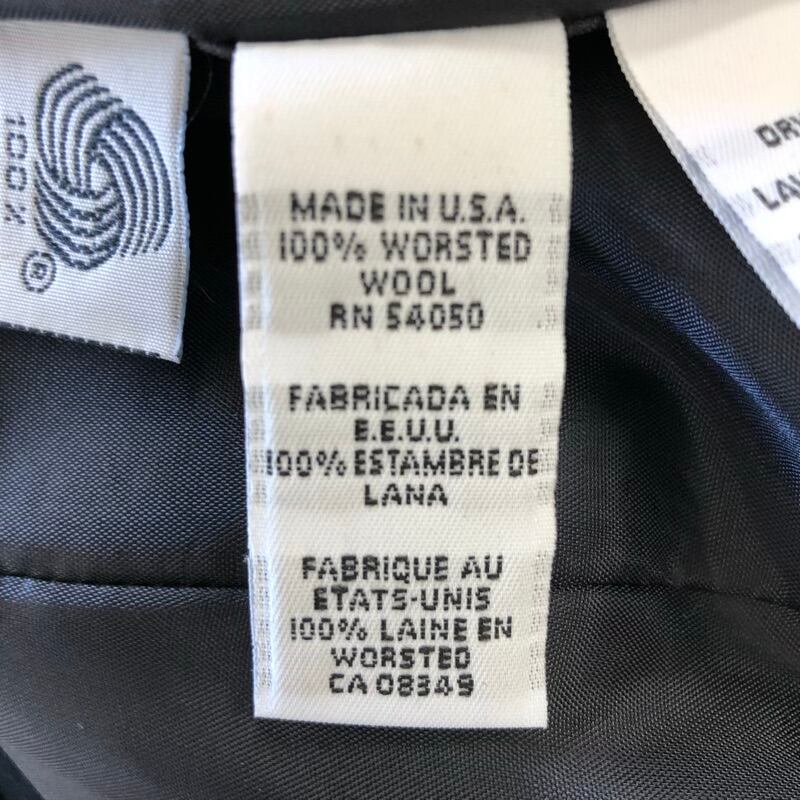 100%
®
MADE IN U.S.A.
100% WORSTED
WOOL
RN 54050
FABRICADA EN
E.E.U.U.
100% ESTAMBRE DE
LANA
FABRIQUE AU
ETATS-UNIS
100% LAINE EN
WORSTED
CA 08349
DRY